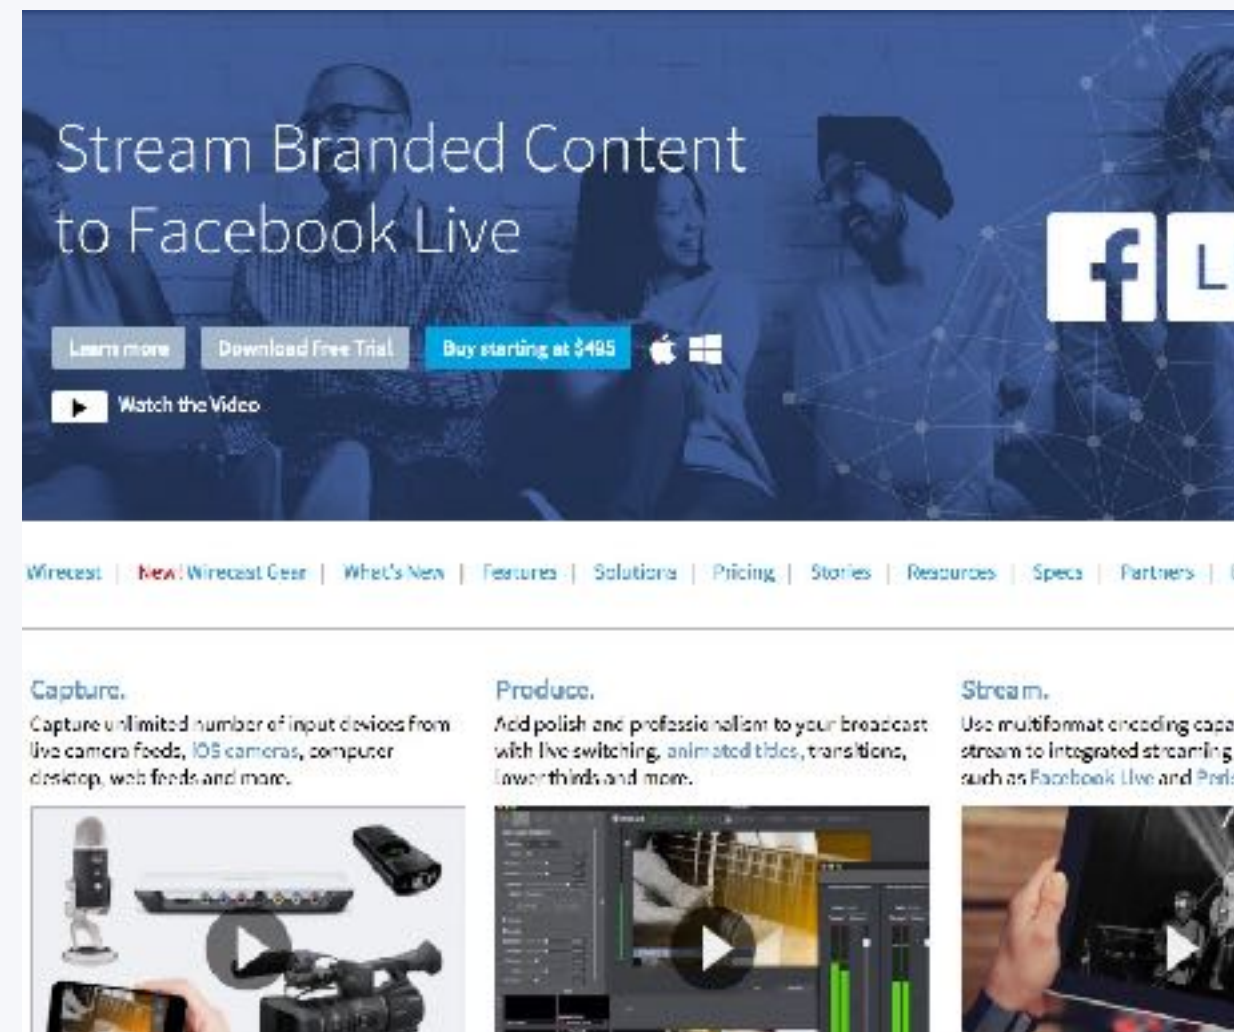 Stream Branded Content
to Facebook Live
f L
Learn more Download Free Trial Buy starting at $495
Watch the Video
Wirecast | New! Wirecast Gear | What's New | Features | Solutions | Pricing | Stories | Resources | Specs | Partners |
Capture.
Capture unlimited number of input devices from
live camera feeds, iOS cameras, computer
desktop, web feeds and more.
Produce.
Add polish and professionalism to your broadcast
with live switching, animated titles, transitions,
lower thirds and more.
Stream.
Use multiformat encoding capa
stream to integrated streaming
such as Facebook Live and Peris